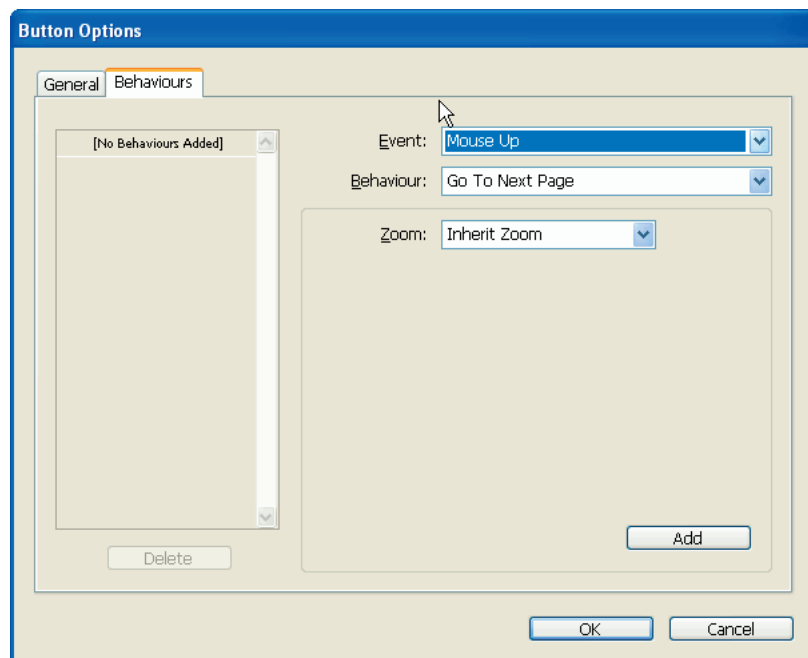 Button Options
General
Behaviours
[No Behaviours Added]
Event:
Mouse Up
Behaviour:
Go To Next Page
Zoom:
Inherit Zoom
Add
Delete
OK
Cancel